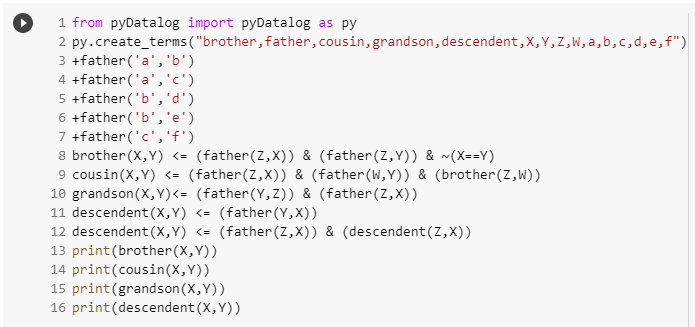 1 from pyDatalog import pyDatalog as py
2 py.create_terms("brother,father,cousin,grandson,descendent,X,Y,Z,W,a,b,c,d,e,f")
3 +father('a','b')
4 +father('a','c')
5 +father('b','d')
6 +father('b','e')
7 +father('c','f')
8 brother(X,Y) <= (father(Z,X)) & (father(Z,Y)) & ~(X==Y)
9 cousin(X,Y) <= (father(Z,X)) & (father(W,Y)) & (brother(Z,W))
10 grandson(X,Y)<= (father(Y,Z)) & (father(Z,X))
11 descendent(X,Y) <= (father(Y,X))
12 descendent(X,Y) <= (father(Z,X)) & (descendent(Z,X))
13 print(brother(X,Y))
14 print(cousin(X,Y))
15 print(grandson(X,Y))
16 print(descendent(X,Y))